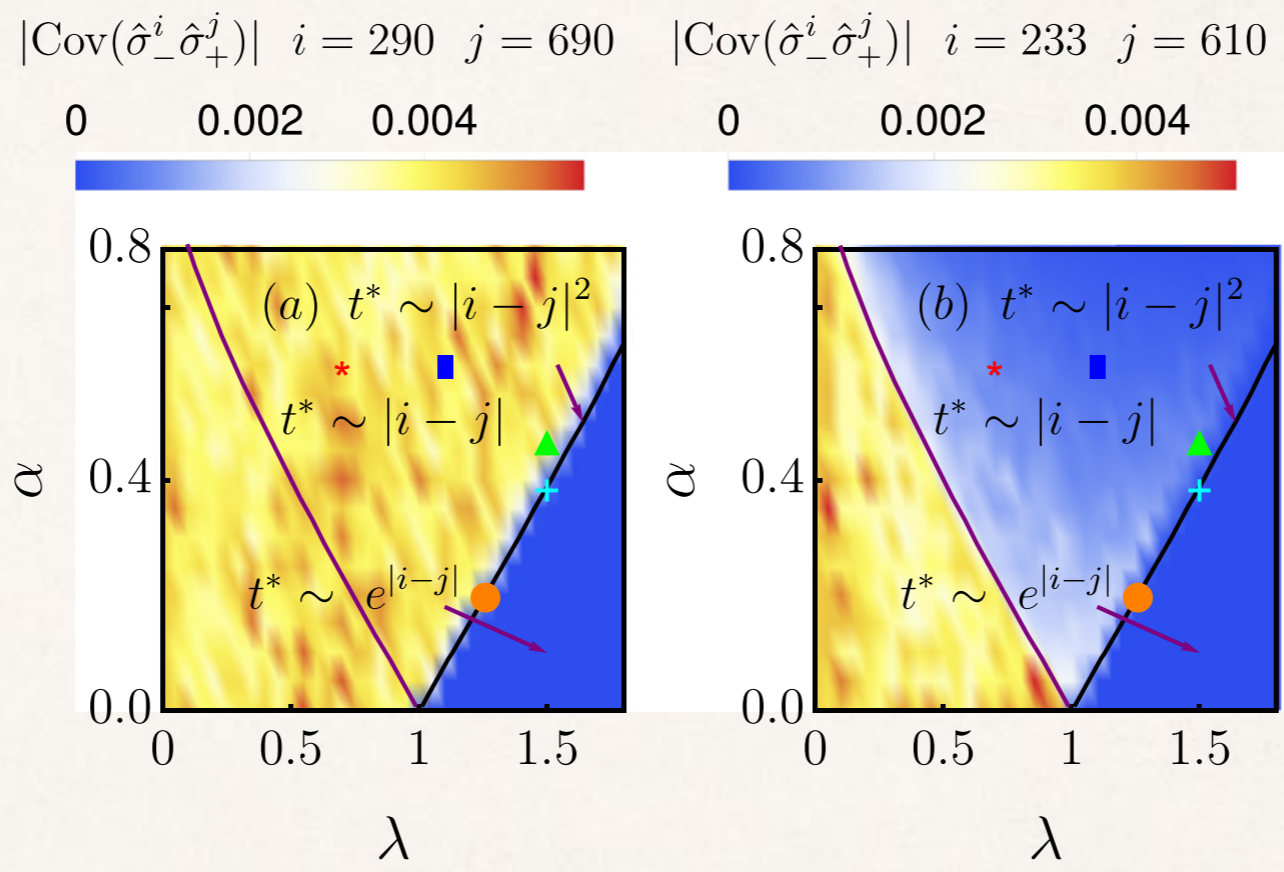 |Cov(σ̂₋ⁱ σ̂₊ʲ)| i = 290 j = 690
|Cov(σ̂₋ⁱ σ̂₊ʲ)| i = 233 j = 610
0 0.002 0.004
0 0.002 0.004
0.8
(a) t* ∼ |i − j|²
*
t* ∼ |i − j|
α
0.4
t* ∼ e^{|i−j|}
0.0
0 0.5 1 1.5
λ
0.8
(b) t* ∼ |i − j|²
*
t* ∼ |i − j|
α
0.4
t* ∼ e^{|i−j|}
0.0
0 0.5 1 1.5
λ